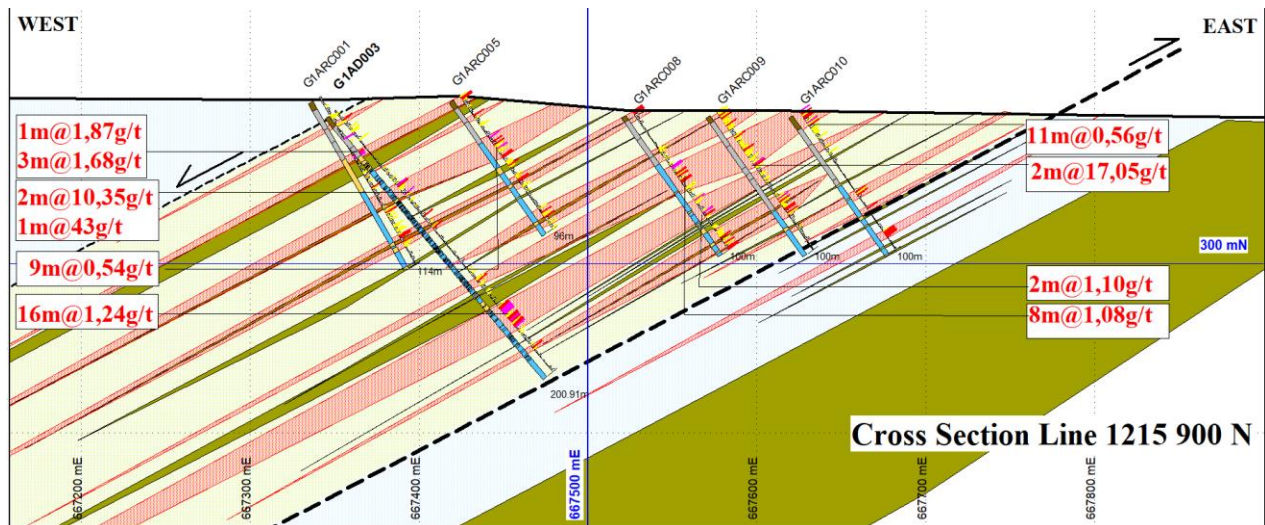 WEST
EAST
G1ARC001
G1AD003
G1ARC005
G1ARC008
G1ARC009
G1ARC010
1m@1,87g/t
3m@1,68g/t
2m@10,35g/t
1m@43g/t
9m@0,54g/t
16m@1,24g/t
11m@0,56g/t
2m@17,05g/t
300 mN
2m@1,10g/t
8m@1,08g/t
96m
114m
100m
100m
100m
200.91m
Cross Section Line 1215 900 N
667200 mE
667300 mE
667400 mE
667500 mE
667600 mE
667700 mE
667800 mE